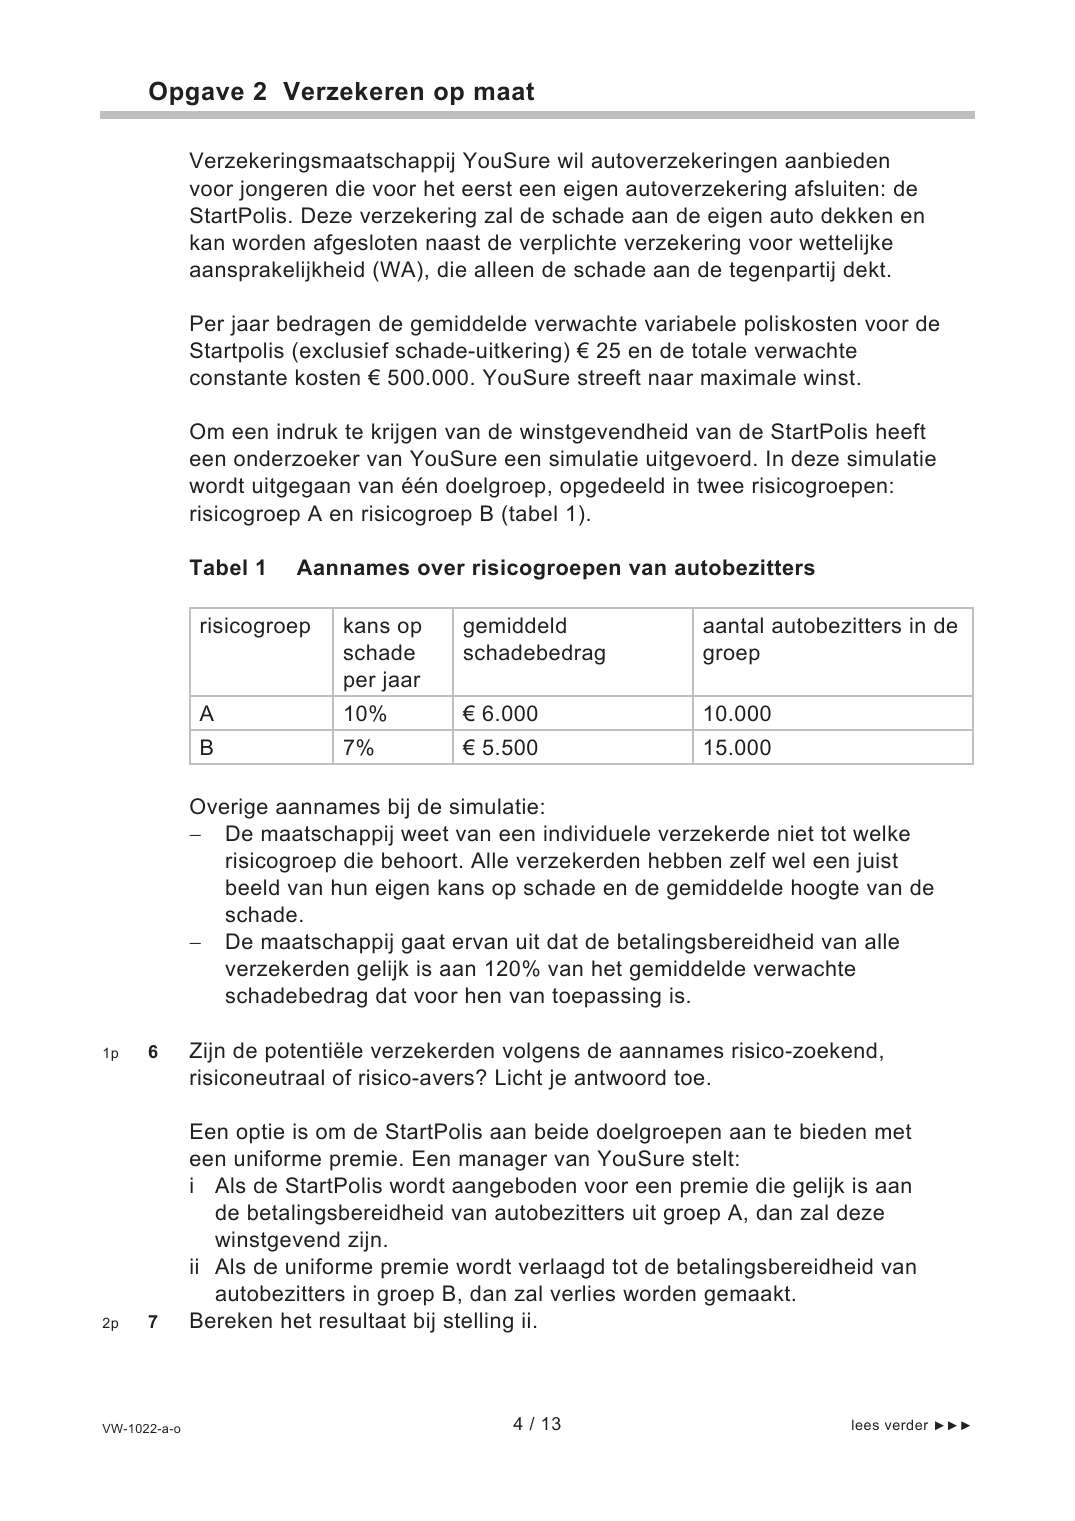 Opgave 2  Verzekeren op maat
Verzekeringsmaatschappij YouSure wil autoverzekeringen aanbieden
voor jongeren die voor het eerst een eigen autoverzekering afsluiten: de
StartPolis. Deze verzekering zal de schade aan de eigen auto dekken en
kan worden afgesloten naast de verplichte verzekering voor wettelijke
aansprakelijkheid (WA), die alleen de schade aan de tegenpartij dekt.
Per jaar bedragen de gemiddelde verwachte variabele poliskosten voor de
Startpolis (exclusief schade-uitkering) € 25 en de totale verwachte
constante kosten € 500.000. YouSure streeft naar maximale winst.
Om een indruk te krijgen van de winstgevendheid van de StartPolis heeft
een onderzoeker van YouSure een simulatie uitgevoerd. In deze simulatie
wordt uitgegaan van één doelgroep, opgedeeld in twee risicogroepen:
risicogroep A en risicogroep B (tabel 1).
Tabel 1    Aannames over risicogroepen van autobezitters
risicogroep kans op gemiddeld aantal autobezitters in de
schade schadebedrag groep
per jaar
A 10% € 6.000 10.000
B 7% € 5.500 15.000
Overige aannames bij de simulatie:
– De maatschappij weet van een individuele verzekerde niet tot welke
risicogroep die behoort. Alle verzekerden hebben zelf wel een juist
beeld van hun eigen kans op schade en de gemiddelde hoogte van de
schade.
– De maatschappij gaat ervan uit dat de betalingsbereidheid van alle
verzekerden gelijk is aan 120% van het gemiddelde verwachte
schadebedrag dat voor hen van toepassing is.
1p 6 Zijn de potentiële verzekerden volgens de aannames risico-zoekend,
risiconeutraal of risico-avers? Licht je antwoord toe.
Een optie is om de StartPolis aan beide doelgroepen aan te bieden met
een uniforme premie. Een manager van YouSure stelt:
i Als de StartPolis wordt aangeboden voor een premie die gelijk is aan
de betalingsbereidheid van autobezitters uit groep A, dan zal deze
winstgevend zijn.
ii Als de uniforme premie wordt verlaagd tot de betalingsbereidheid van
autobezitters in groep B, dan zal verlies worden gemaakt.
2p 7 Bereken het resultaat bij stelling ii.
VW-1022-a-o 4 / 13 lees verder ►►►